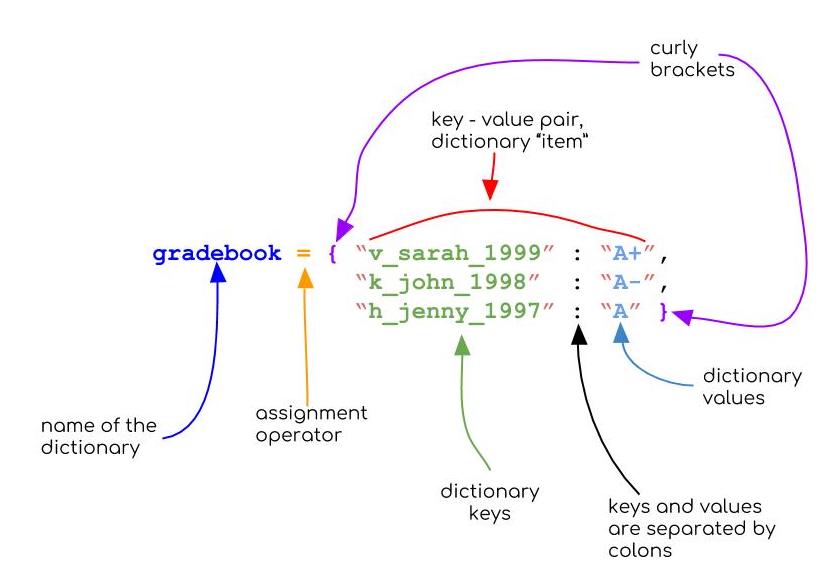 curly
brackets
key - value pair,
dictionary “item”
gradebook = { “v_sarah_1999” : “A+”,
“k_john_1998” : “A-”,
“h_jenny_1997” : “A” }
dictionary
values
assignment
operator
name of the
dictionary
dictionary
keys
keys and values
are separated by
colons